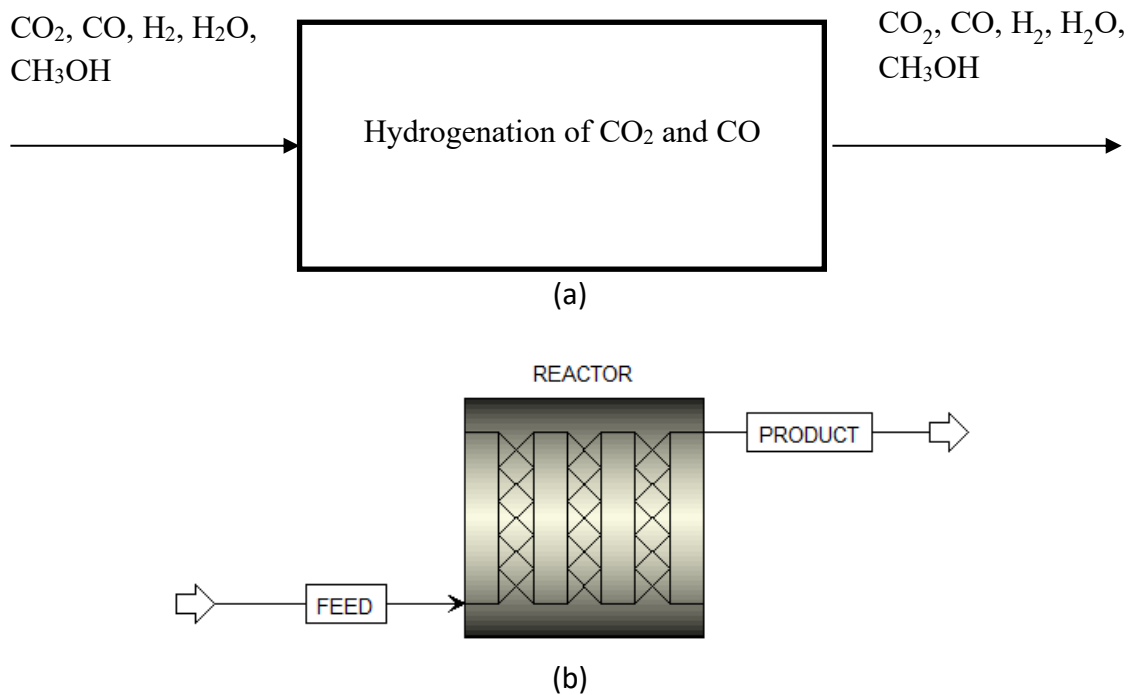 CO₂, CO, H₂, H₂O,
CH₃OH
Hydrogenation of CO₂ and CO
CO₂, CO, H₂, H₂O,
CH₃OH
(a)
REACTOR
PRODUCT
FEED
(b)